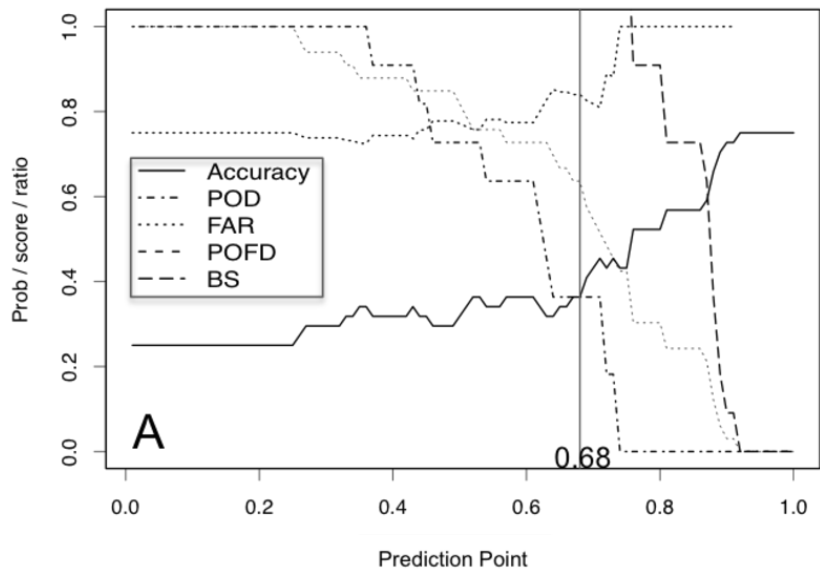 1.0
0.8
0.6
0.4
0.2
0.0
Prob / score / ratio
Accuracy
POD
FAR
POFD
BS
A
0.68
0.0 0.2 0.4 0.6 0.8 1.0
Prediction Point